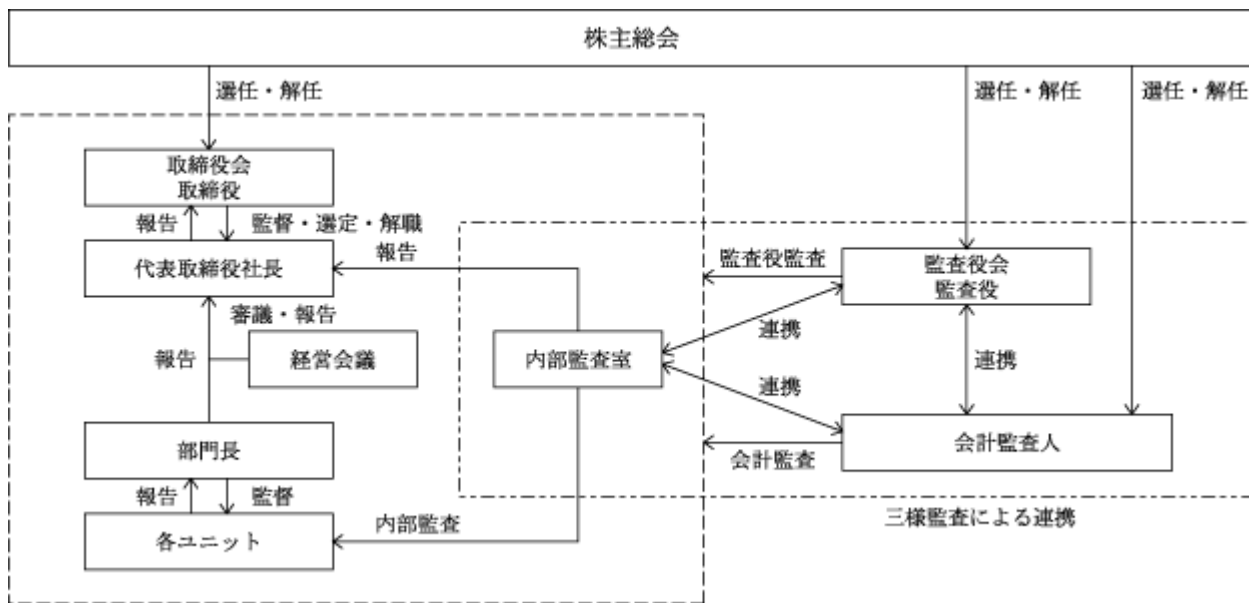 株主総会
選任・解任
選任・解任
選任・解任
取締役会
取締役
報告
監督・選定・解職
代表取締役社長
報告
監査役監査
監査役会
監査役
審議・報告
報告
経営会議
内部監査室
連携
連携
連携
部門長
会計監査人
会計監査
報告
監督
各ユニット
内部監査
三様監査による連携